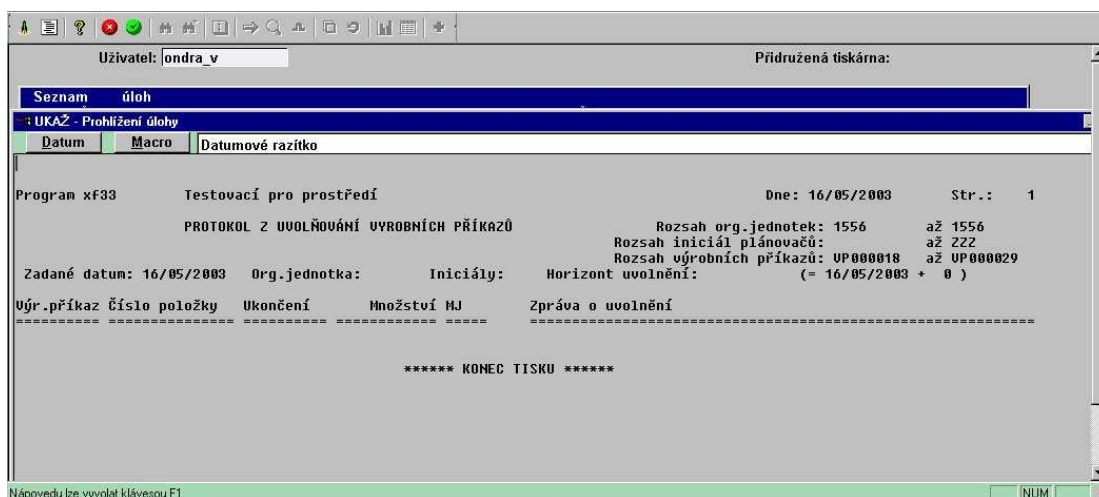 Uživatel: ondra_v Přidružená tiskárna:
Seznam úloh
UKAŽ - Prohlížení úlohy
Datum Macro Datumové razítko
Program xf33 Testovací pro prostředí Dne: 16/05/2003 Str.: 1
PROTOKOL Z UVOLŇOVÁNÍ VYROBNÍCH PŘÍKAZŮ Rozsah org.jednotek: 1556 až 1556
Rozsah iniciál plánovačů: až ZZZ
Rozsah výrobních příkazů: VP000018 až VP000029
Zadané datum: 16/05/2003 Org.jednotka: Iniciály: Horizont uvolnění: (= 16/05/2003 + 0 )
Výr.příkaz Číslo položky Ukončení Množství MJ Zpráva o uvolnění
========== =============== ========== ============ ===== ============================================================
****** KONEC TISKU ******
Nápovedu lze vyvolat klávesou F1 NUM